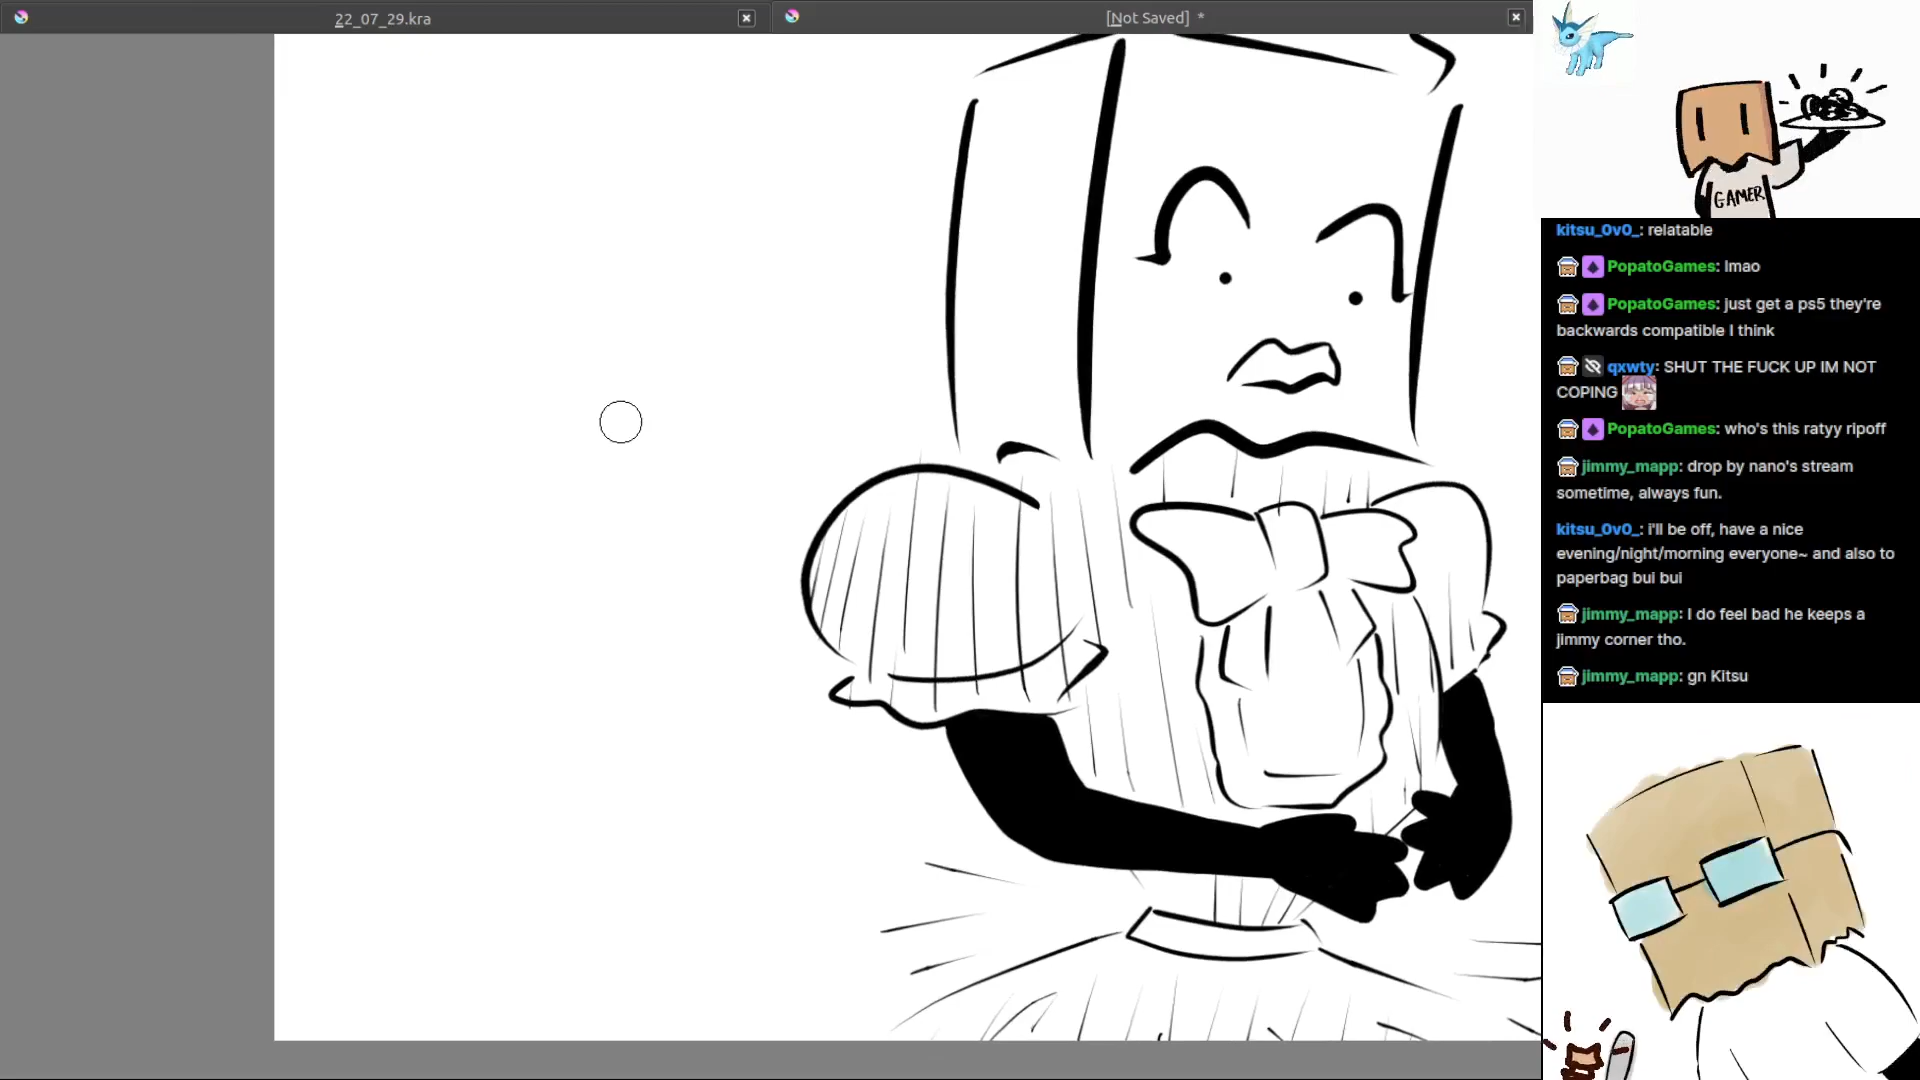 22_07_29.kra
[Not Saved] *
GAMER
kitsu_0v0_: relatable
PopatoGames: lmao
PopatoGames: just get a ps5 they're
backwards compatible I think
qxwty: SHUT THE FUCK UP IM NOT
COPING
PopatoGames: who's this ratyy ripoff
jimmy_mapp: drop by nano's stream
sometime, always fun.
kitsu_0v0_: i'll be off, have a nice
evening/night/morning everyone~ and also to
paperbag bui bui
jimmy_mapp: I do feel bad he keeps a
jimmy corner tho.
jimmy_mapp: gn Kitsu